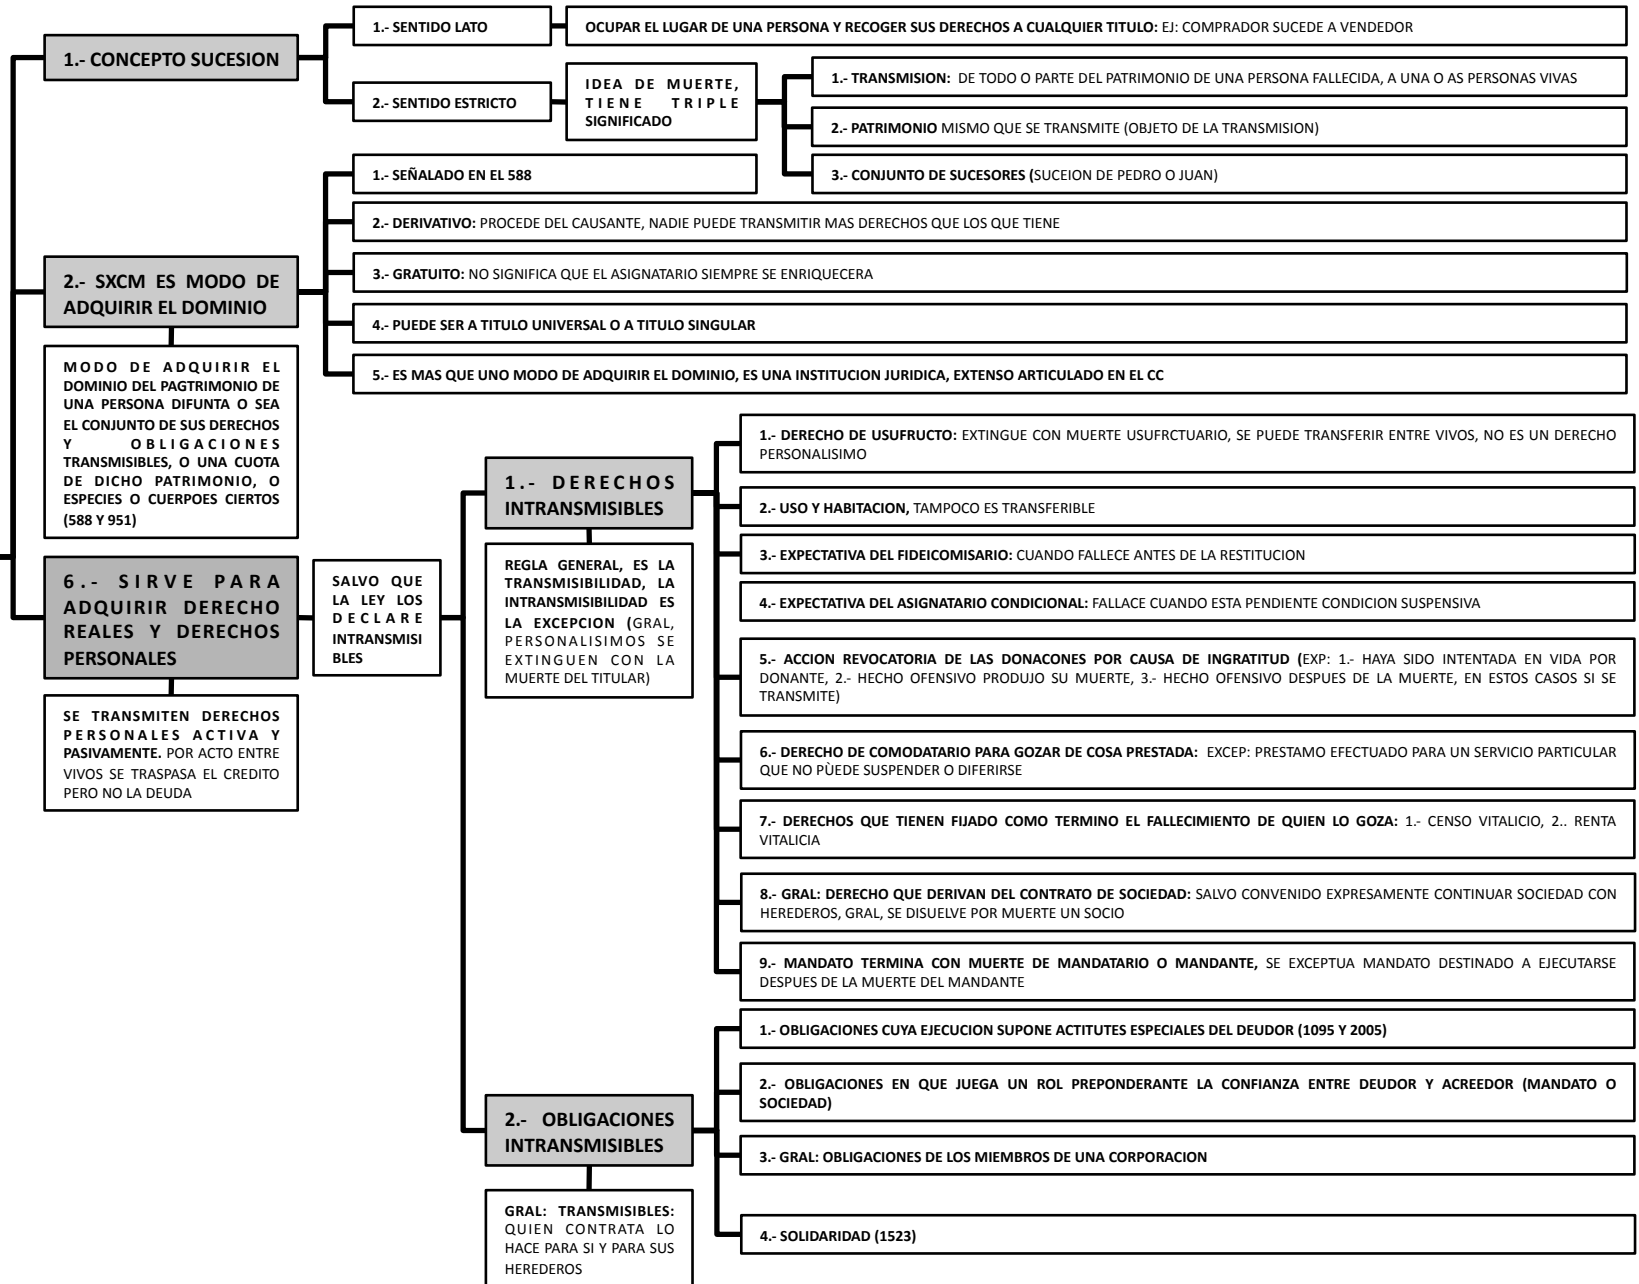 1.- CONCEPTO SUCESION
1.- SENTIDO LATO
OCUPAR EL LUGAR DE UNA PERSONA Y RECOGER SUS DERECHOS A CUALQUIER TITULO: EJ: COMPRADOR SUCEDE A VENDEDOR
2.- SENTIDO ESTRICTO
IDEA DE MUERTE,
TIENE TRIPLE
SIGNIFICADO
1.- TRANSMISION: DE TODO O PARTE DEL PATRIMONIO DE UNA PERSONA FALLECIDA, A UNA O AS PERSONAS VIVAS
2.- PATRIMONIO MISMO QUE SE TRANSMITE (OBJETO DE LA TRANSMISION)
3.- CONJUNTO DE SUCESORES (SUCEION DE PEDRO O JUAN)
2.- SXCM ES MODO DE
ADQUIRIR EL DOMINIO
MODO DE ADQUIRIR EL
DOMINIO DEL PAGTRIMONIO DE
UNA PERSONA DIFUNTA O SEA
EL CONJUNTO DE SUS DERECHOS
Y OBLIGACIONES
TRANSMISIBLES, O UNA CUOTA
DE DICHO PATRIMONIO, O
ESPECIES O CUERPOES CIERTOS
(588 Y 951)
1.- SEÑALADO EN EL 588
2.- DERIVATIVO: PROCEDE DEL CAUSANTE, NADIE PUEDE TRANSMITIR MAS DERECHOS QUE LOS QUE TIENE
3.- GRATUITO: NO SIGNIFICA QUE EL ASIGNATARIO SIEMPRE SE ENRIQUECERA
4.- PUEDE SER A TITULO UNIVERSAL O A TITULO SINGULAR
5.- ES MAS QUE UNO MODO DE ADQUIRIR EL DOMINIO, ES UNA INSTITUCION JURIDICA, EXTENSO ARTICULADO EN EL CC
6.- SIRVE PARA
ADQUIRIR DERECHO
REALES Y DERECHOS
PERSONALES
SE TRANSMITEN DERECHOS
PERSONALES ACTIVA Y
PASIVAMENTE. POR ACTO ENTRE
VIVOS SE TRASPASA EL CREDITO
PERO NO LA DEUDA
SALVO QUE
LA LEY LOS
DECLARE
INTRANSMISI
BLES
1.- DERECHOS
INTRANSMISIBLES
REGLA GENERAL, ES LA
TRANSMISIBILIDAD, LA
INTRANSMISIBILIDAD ES
LA EXCEPCION (GRAL,
PERSONALISIMOS SE
EXTINGUEN CON LA
MUERTE DEL TITULAR)
1.- DERECHO DE USUFRUCTO: EXTINGUE CON MUERTE USUFRCTUARIO, SE PUEDE TRANSFERIR ENTRE VIVOS, NO ES UN DERECHO
PERSONALISIMO
2.- USO Y HABITACION, TAMPOCO ES TRANSFERIBLE
3.- EXPECTATIVA DEL FIDEICOMISARIO: CUANDO FALLECE ANTES DE LA RESTITUCION
4.- EXPECTATIVA DEL ASIGNATARIO CONDICIONAL: FALLACE CUANDO ESTA PENDIENTE CONDICION SUSPENSIVA
5.- ACCION REVOCATORIA DE LAS DONACONES POR CAUSA DE INGRATITUD (EXP: 1.- HAYA SIDO INTENTADA EN VIDA POR
DONANTE, 2.- HECHO OFENSIVO PRODUJO SU MUERTE, 3.- HECHO OFENSIVO DESPUES DE LA MUERTE, EN ESTOS CASOS SI SE
TRANSMITE)
6.- DERECHO DE COMODATARIO PARA GOZAR DE COSA PRESTADA: EXCEP: PRESTAMO EFECTUADO PARA UN SERVICIO PARTICULAR
QUE NO PÙEDE SUSPENDER O DIFERIRSE
7.- DERECHOS QUE TIENEN FIJADO COMO TERMINO EL FALLECIMIENTO DE QUIEN LO GOZA: 1.- CENSO VITALICIO, 2.. RENTA
VITALICIA
8.- GRAL: DERECHO QUE DERIVAN DEL CONTRATO DE SOCIEDAD: SALVO CONVENIDO EXPRESAMENTE CONTINUAR SOCIEDAD CON
HEREDEROS, GRAL, SE DISUELVE POR MUERTE UN SOCIO
9.- MANDATO TERMINA CON MUERTE DE MANDATARIO O MANDANTE, SE EXCEPTUA MANDATO DESTINADO A EJECUTARSE
DESPUES DE LA MUERTE DEL MANDANTE
2.- OBLIGACIONES
INTRANSMISIBLES
GRAL: TRANSMISIBLES:
QUIEN CONTRATA LO
HACE PARA SI Y PARA SUS
HEREDEROS
1.- OBLIGACIONES CUYA EJECUCION SUPONE ACTITUTES ESPECIALES DEL DEUDOR (1095 Y 2005)
2.- OBLIGACIONES EN QUE JUEGA UN ROL PREPONDERANTE LA CONFIANZA ENTRE DEUDOR Y ACREEDOR (MANDATO O
SOCIEDAD)
3.- GRAL: OBLIGACIONES DE LOS MIEMBROS DE UNA CORPORACION
4.- SOLIDARIDAD (1523)